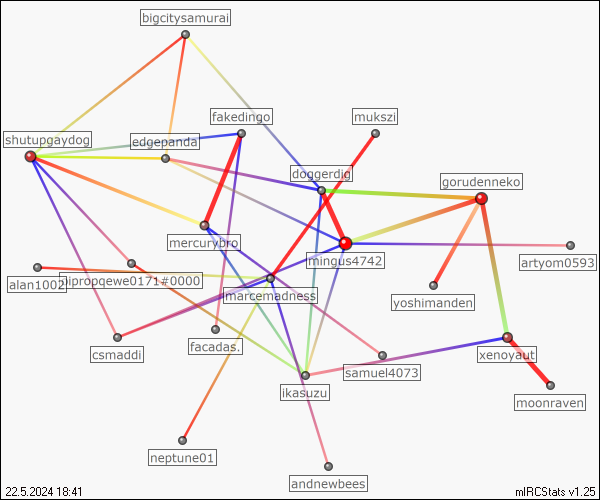 bigcitysamurai
fakedingo
mukszi
shutupgaydog
edgepanda
doggerdig
gorudenneko
mercurybro
mingus4742
artyom0593
alan1002
pipropqewe0171#0000
marcemadness
yoshimanden
csmaddi
facadas.
samuel4073
xenoyaut
ikasuzu
moonraven
neptune01
andnewbees
22.5.2024 18:41
mIRCStats v1.25